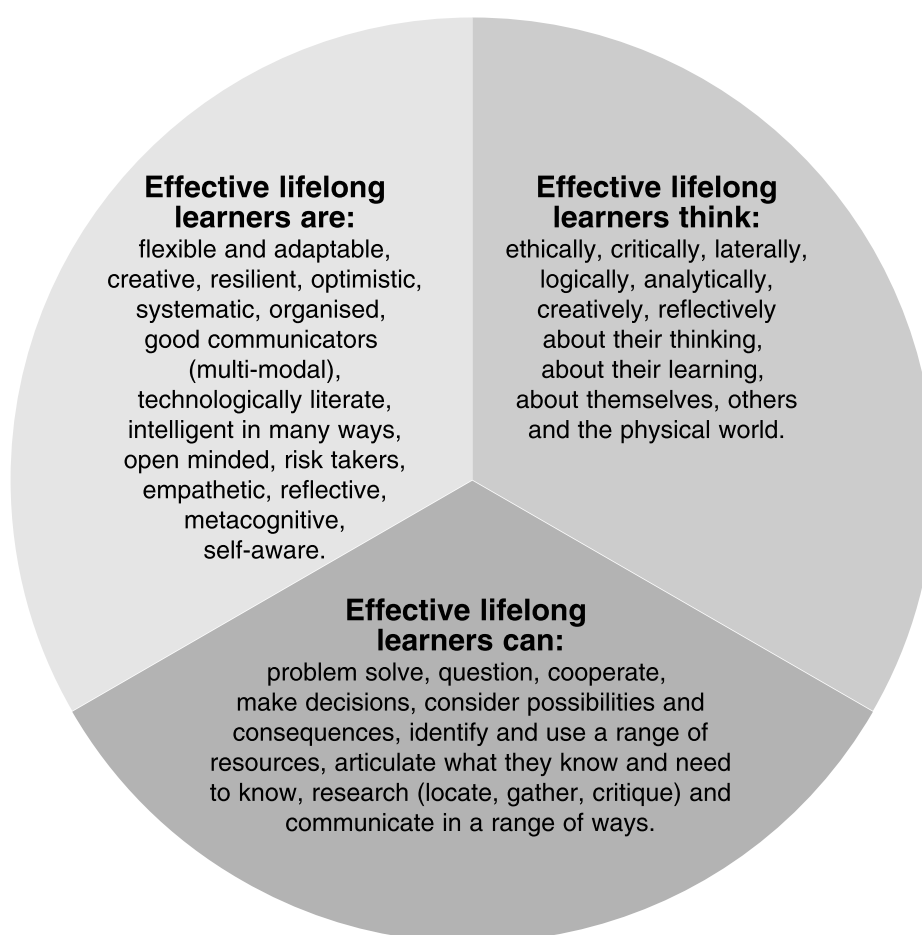 Effective lifelong
learners are:
flexible and adaptable,
creative, resilient, optimistic,
systematic, organised,
good communicators
(multi-modal),
technologically literate,
intelligent in many ways,
open minded, risk takers,
empathetic, reflective,
metacognitive,
self-aware.
Effective lifelong
learners think:
ethically, critically, laterally,
logically, analytically,
creatively, reflectively
about their thinking,
about their learning,
about themselves, others
and the physical world.
Effective lifelong
learners can:
problem solve, question, cooperate,
make decisions, consider possibilities and
consequences, identify and use a range of
resources, articulate what they know and need
to know, research (locate, gather, critique) and
communicate in a range of ways.